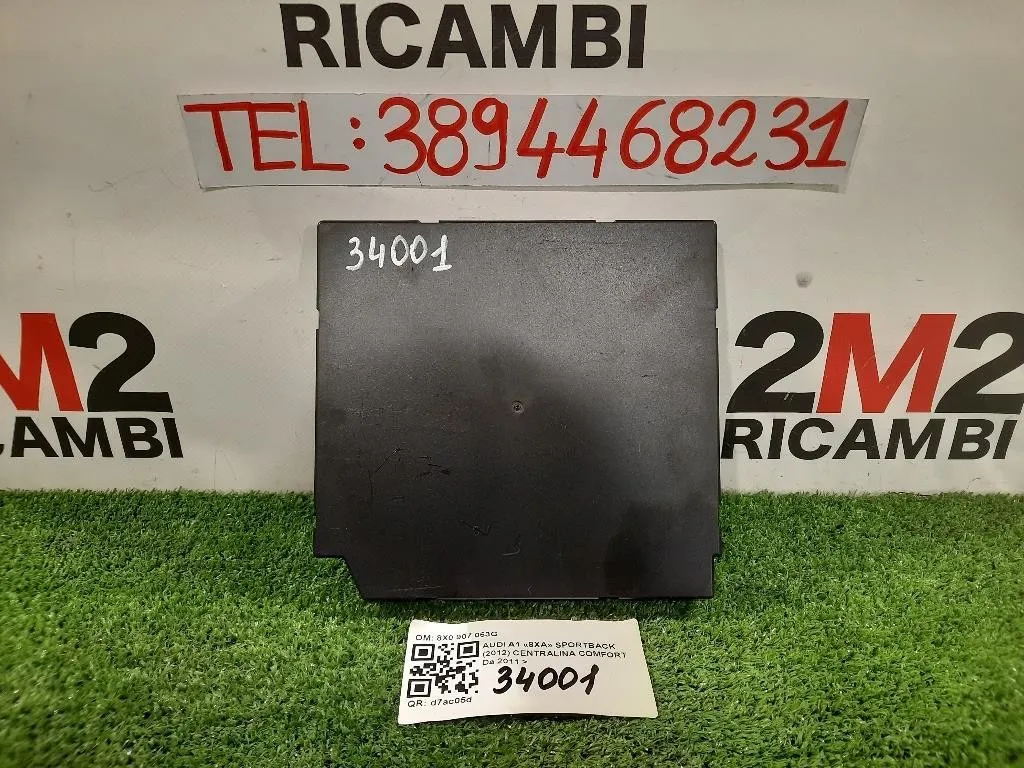 RICAMBI
TEL:3894468231
34001
M2
CAMBI
2M2
RICAMBI
OM: 8X0 907 063G
AUDI A1 «8XA» SPORTBACK
(2012) CENTRALINA COMFORT
Da 2011 >
34001
QR: d7ac05d